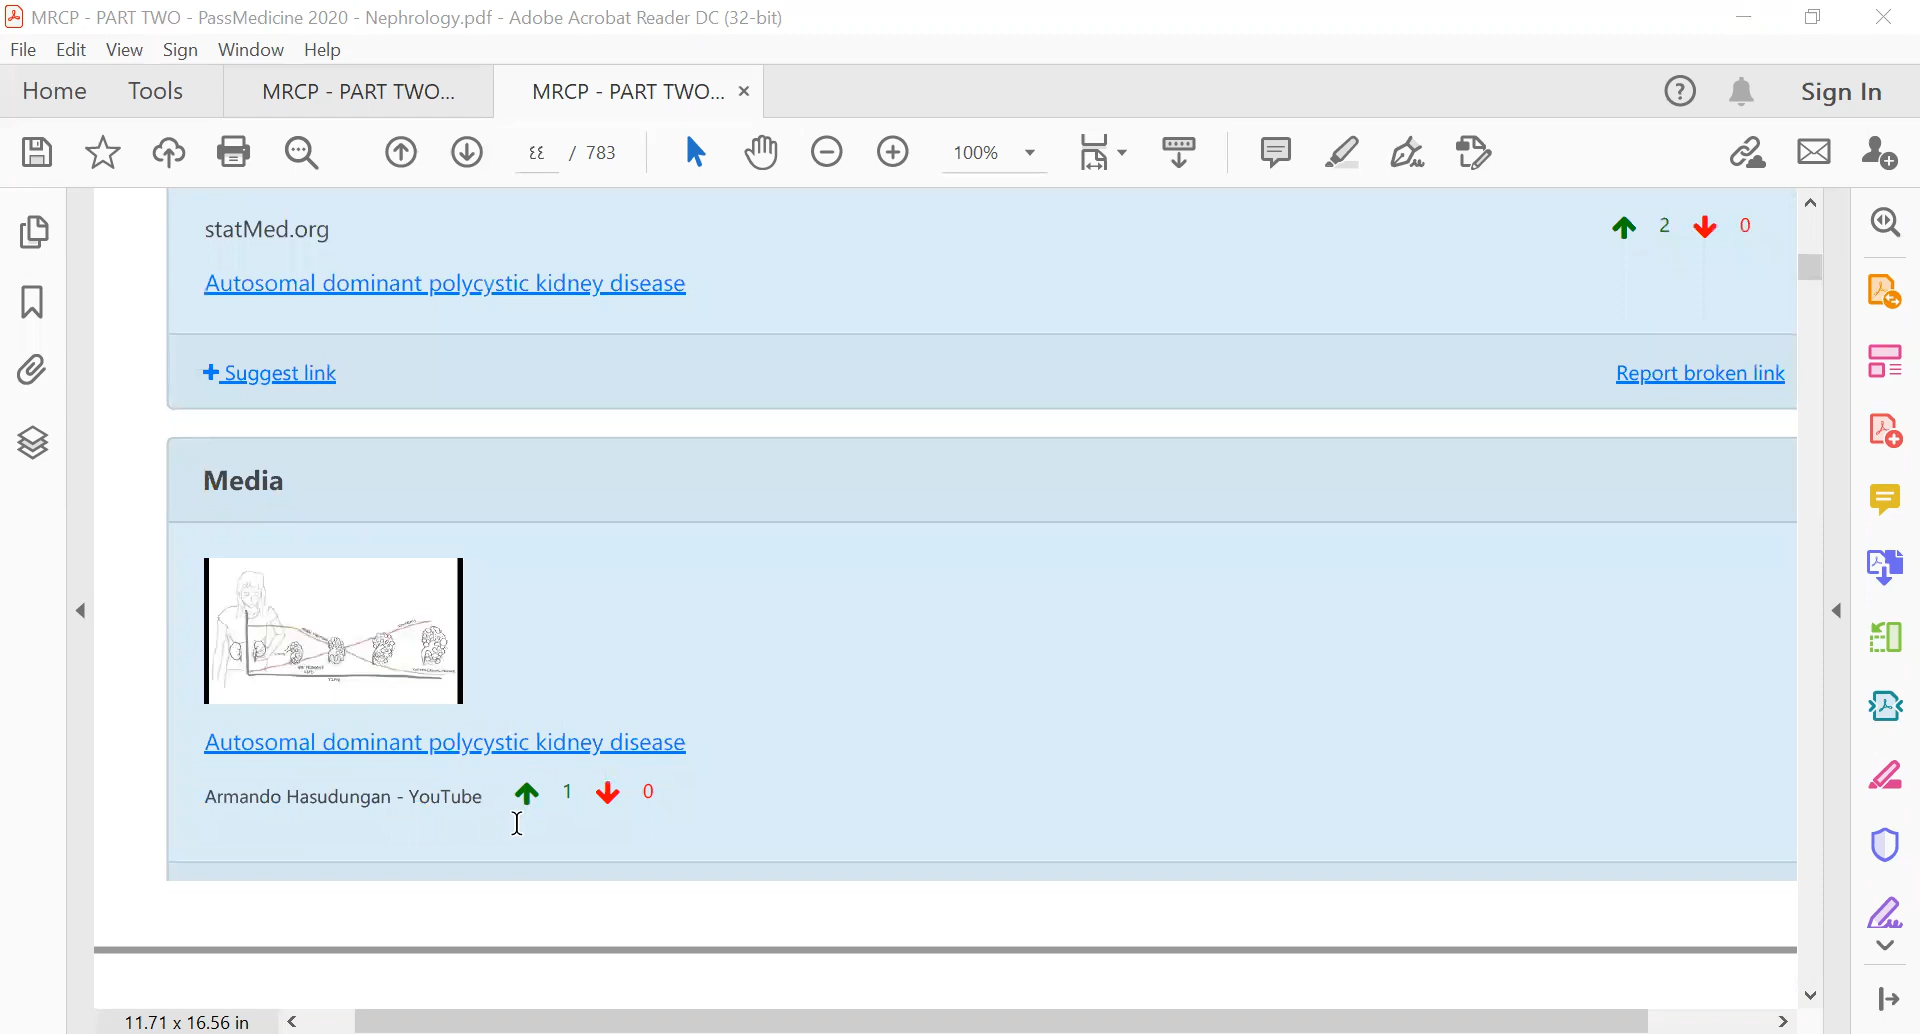 MRCP - PART TWO - PassMedicine 2020 - Nephrology.pdf - Adobe Acrobat Reader DC (32-bit)
File Edit View Sign Window Help
Home Tools MRCP - PART TWO... MRCP - PART TWO... × Sign In
٤٤ / 783 100%
statMed.org 2 0
Autosomal dominant polycystic kidney disease
+ Suggest link Report broken link
Media
TIME
Autosomal dominant polycystic kidney disease
Armando Hasudungan - YouTube 1 0
11.71 x 16.56 in